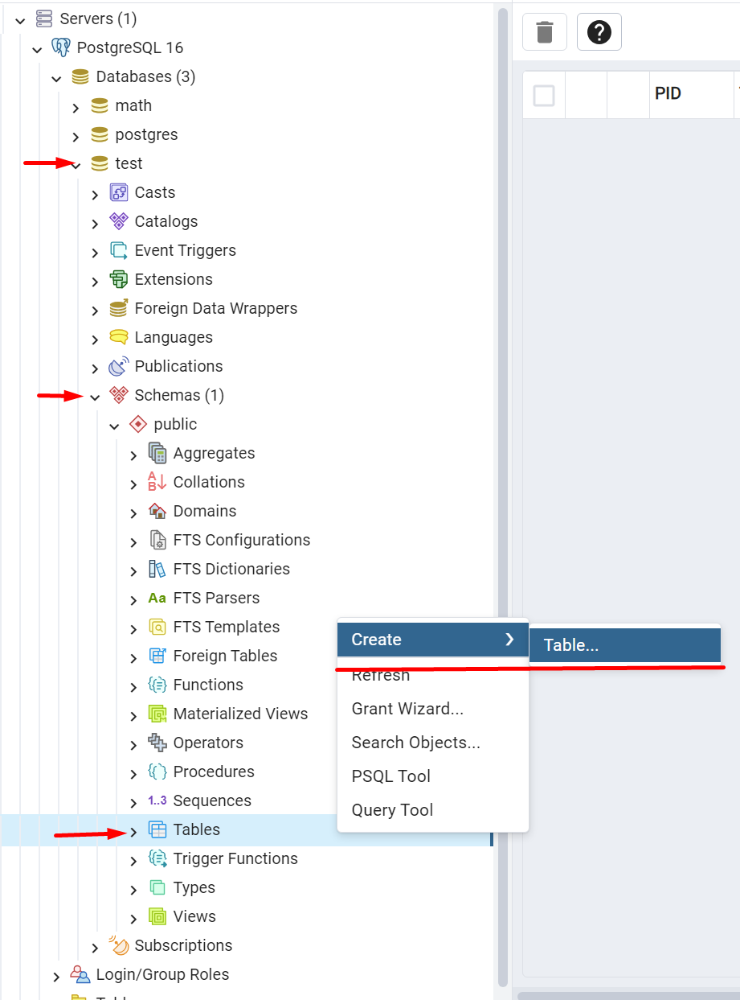 Servers (1)
PostgreSQL 16
Databases (3)
math
postgres
test
Casts
Catalogs
Event Triggers
Extensions
Foreign Data Wrappers
Languages
Publications
Schemas (1)
public
Aggregates
Collations
Domains
FTS Configurations
FTS Dictionaries
Aa FTS Parsers
FTS Templates
Foreign Tables
Functions
Materialized Views
Operators
Procedures
1..3 Sequences
Tables
Trigger Functions
Types
Views
Subscriptions
Login/Group Roles
PID
Create
Table...
Refresh
Grant Wizard...
Search Objects...
PSQL Tool
Query Tool